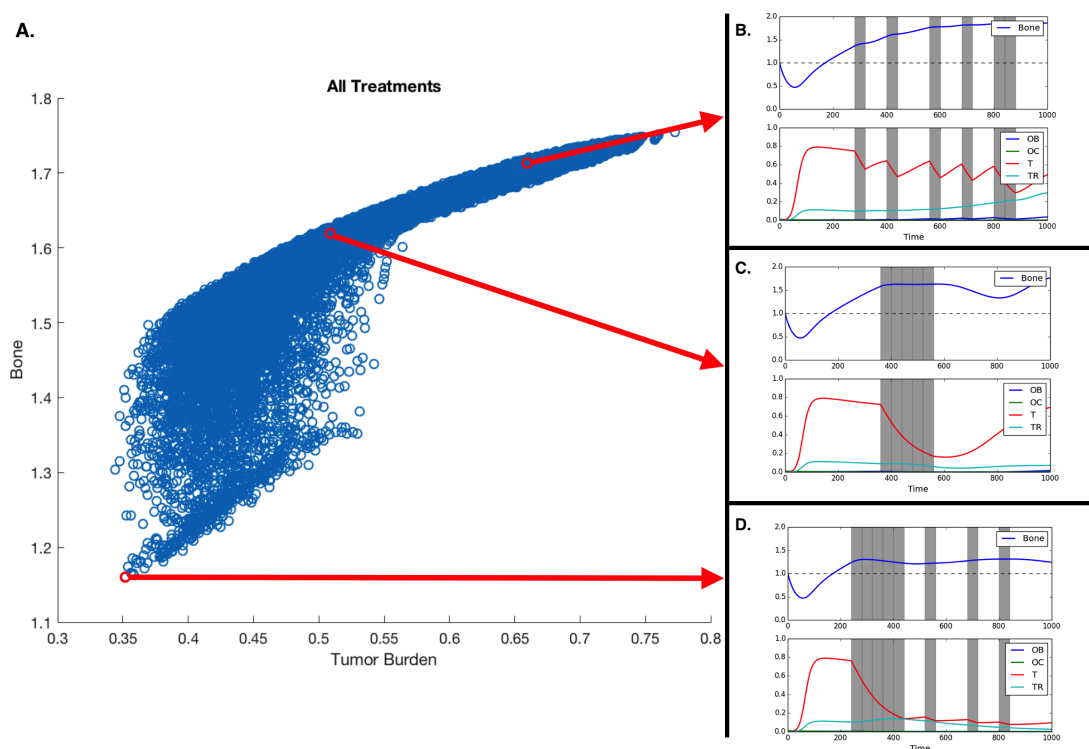 A.
All Treatments
Bone
1.8
1.7
1.6
1.5
1.4
1.3
1.2
1.1
0.3 0.35 0.4 0.45 0.5 0.55 0.6 0.65 0.7 0.75 0.8
Tumor Burden
B.
2.0
1.5
1.0
0.5
0.0
0 200 400 600 800 1000
Bone
1.0
0.8
0.6
0.4
0.2
0.0
OB
OC
T
TR
0 200 400 600 800 1000
Time
C.
2.0
1.5
1.0
0.5
0.0
0 200 400 600 800 1000
Bone
1.0
0.8
0.6
0.4
0.2
0.0
OB
OC
T
TR
0 200 400 600 800 1000
Time
D.
2.0
1.5
1.0
0.5
0.0
0 200 400 600 800 1000
Bone
1.0
0.8
0.6
0.4
0.2
0.0
OB
OC
T
TR
0 200 400 600 800 1000
Time